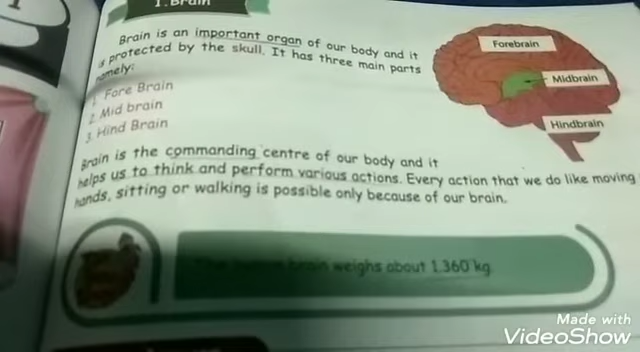 1
1. Brain
Brain is an important organ of our body and it
is protected by the skull. It has three main parts
namely:
1. Fore Brain
2. Mid brain
3. Hind Brain
Forebrain
Midbrain
Hindbrain
Brain is the commanding centre of our body and it
helps us to think and perform various actions. Every action that we do like moving
hands, sitting or walking is possible only because of our brain.
brain weighs about 1.360 kg
Made with
VideoShow